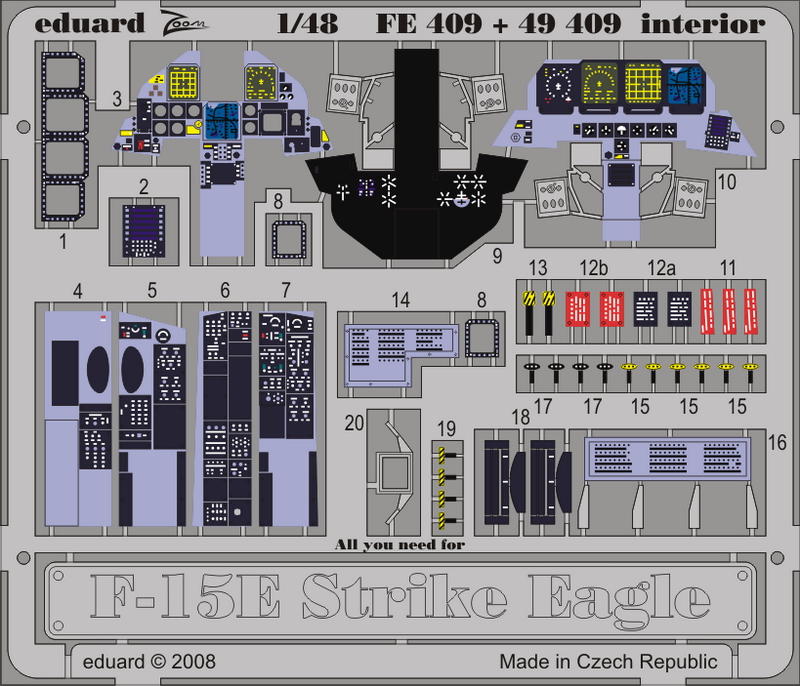 eduard Zoom 1/48 FE 409 + 49 409 interior
3
2
8
1
9
10
4 5 6 7
14 8
13 12b 12a 11
17 17 15 15 15
20 19 18 16
All you need for
F-15E Strike Eagle
eduard © 2008 Made in Czech Republic